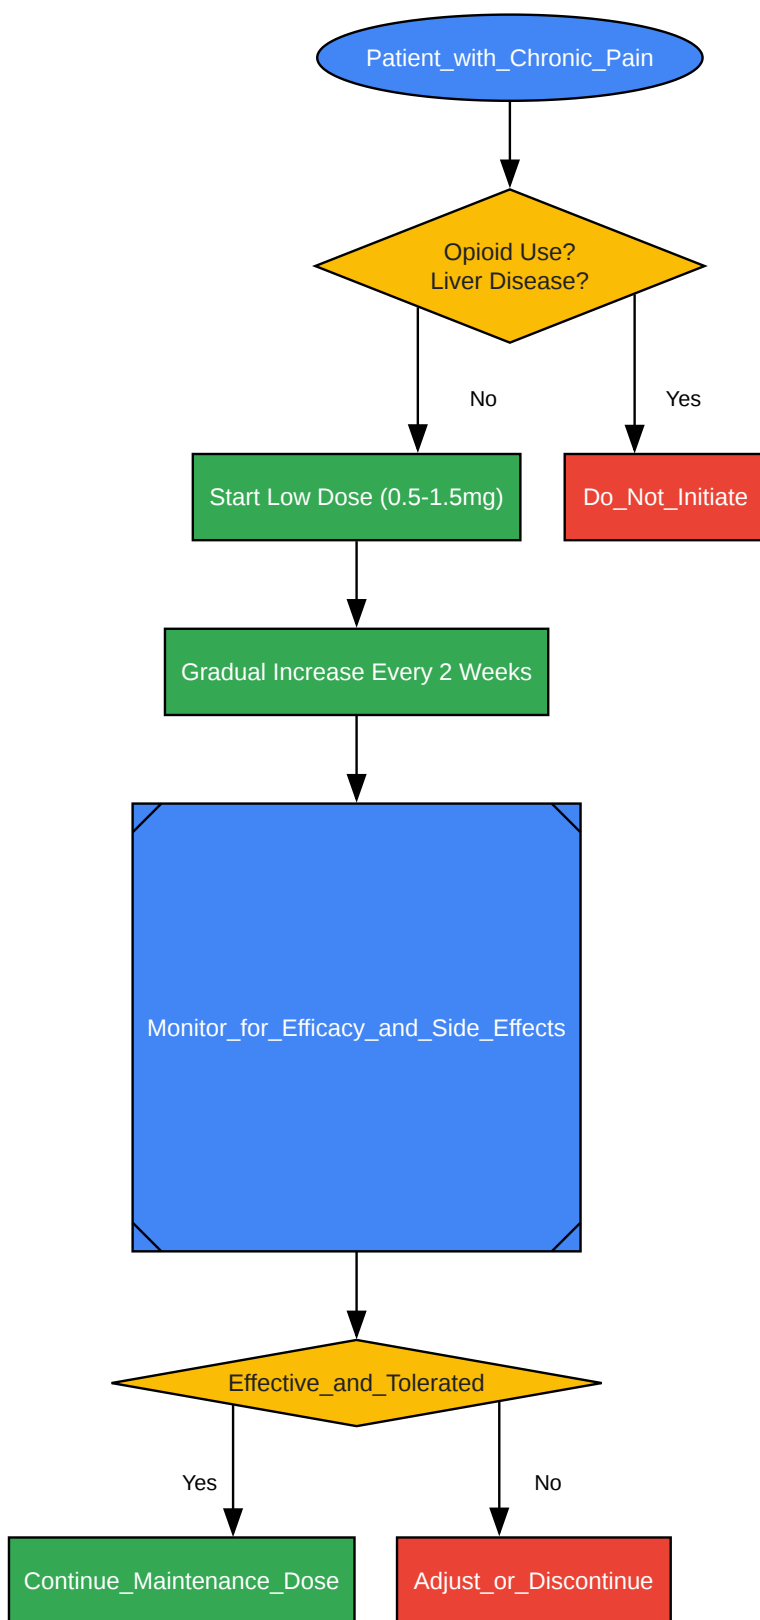 Patient_with_Chronic_Pain
Opioid Use?
Liver Disease?
No
Yes
Start Low Dose (0.5-1.5mg)
Do_Not_Initiate
Gradual Increase Every 2 Weeks
Monitor_for_Efficacy_and_Side_Effects
Effective_and_Tolerated
Yes
No
Continue_Maintenance_Dose
Adjust_or_Discontinue